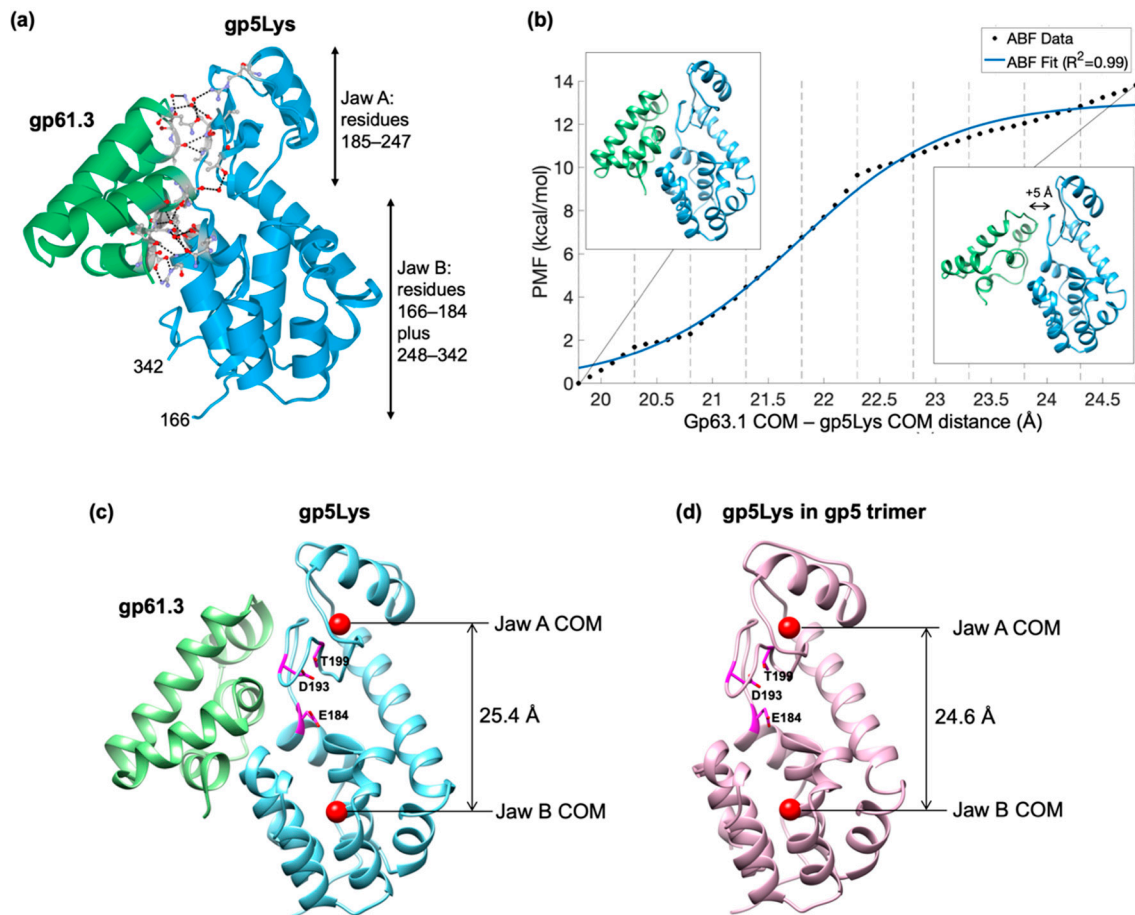 (a)
gp5Lys
gp61.3
Jaw A:
residues
185–247
Jaw B:
residues
166–184
plus
248–342
342
166
(b)
ABF Data
ABF Fit (R²=0.99)
PMF (kcal/mol)
14
12
10
8
6
4
2
0
+5 Å
20 20.5 21 21.5 22 22.5 23 23.5 24 24.5
Gp63.1 COM – gp5Lys COM distance (Å)
(c)
gp5Lys
gp61.3
Jaw A COM
T199
D193
E184
25.4 Å
Jaw B COM
(d) gp5Lys in gp5 trimer
Jaw A COM
T199
D193
E184
24.6 Å
Jaw B COM